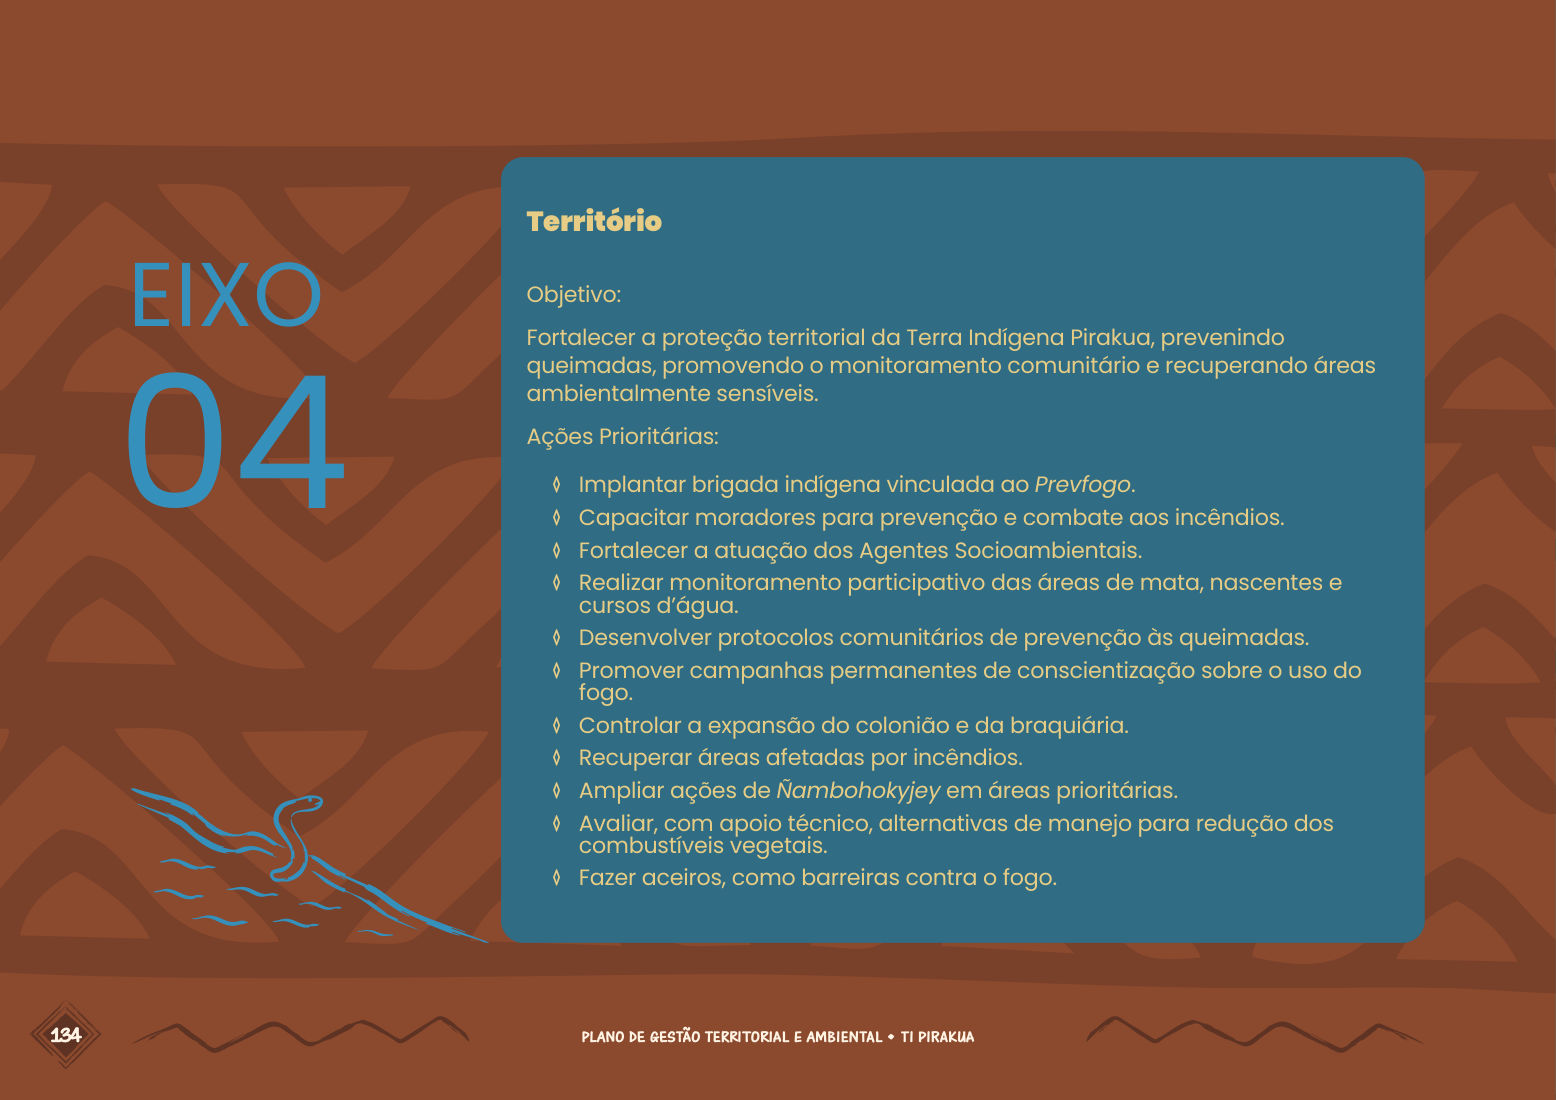 EIXO
04
Território
Objetivo:
Fortalecer a proteção territorial da Terra Indígena Pirakua, prevenindo
queimadas, promovendo o monitoramento comunitário e recuperando áreas
ambientalmente sensíveis.
Ações Prioritárias:
◊ Implantar brigada indígena vinculada ao Prevfogo.
◊ Capacitar moradores para prevenção e combate aos incêndios.
◊ Fortalecer a atuação dos Agentes Socioambientais.
◊ Realizar monitoramento participativo das áreas de mata, nascentes e
cursos d’água.
◊ Desenvolver protocolos comunitários de prevenção às queimadas.
◊ Promover campanhas permanentes de conscientização sobre o uso do
fogo.
◊ Controlar a expansão do colonião e da braquiária.
◊ Recuperar áreas afetadas por incêndios.
◊ Ampliar ações de Ñambohokyjey em áreas prioritárias.
◊ Avaliar, com apoio técnico, alternativas de manejo para redução dos
combustíveis vegetais.
◊ Fazer aceiros, como barreiras contra o fogo.
134
PLANO DE GESTÃO TERRITORIAL E AMBIENTAL • TI PIRAKUA